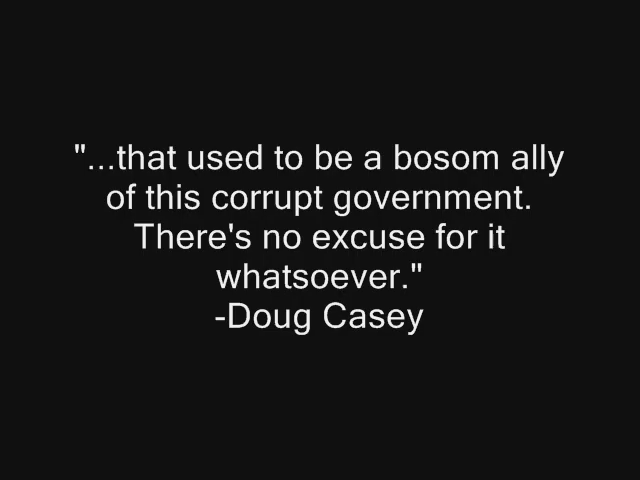 "...that used to be a bosom ally
of this corrupt government.
There's no excuse for it
whatsoever."
-Doug Casey